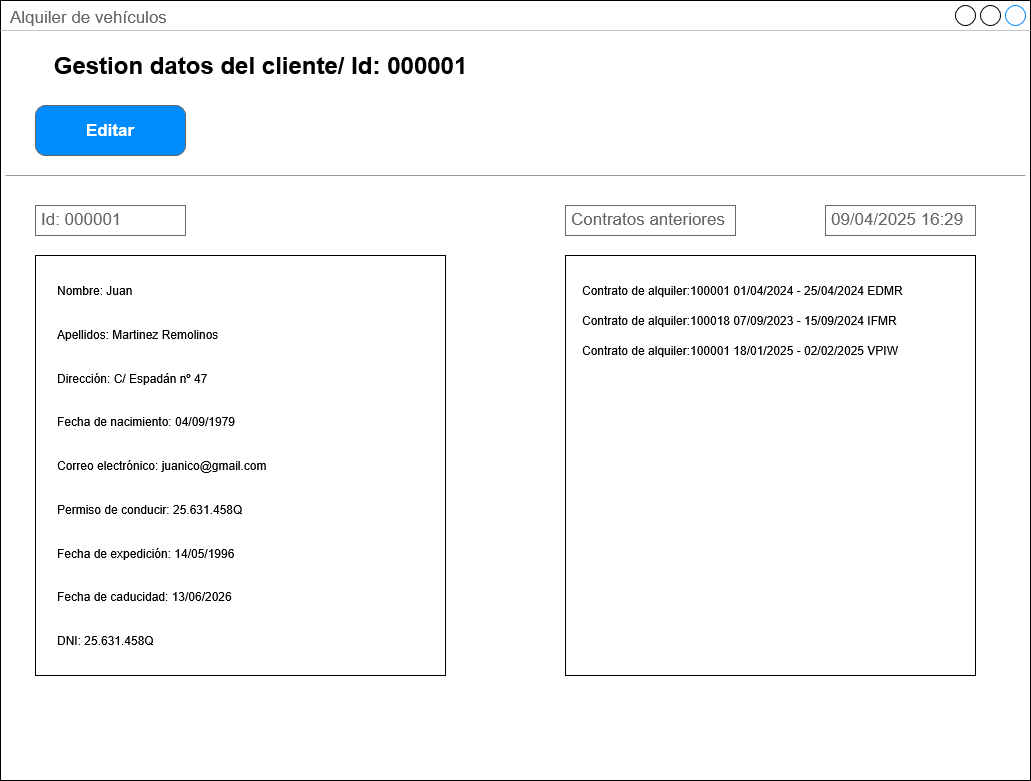 Alquiler de vehículos
Gestion datos del cliente/ Id: 000001
Editar
Id: 000001
Nombre: Juan
Apellidos: Martinez Remolinos
Dirección: C/ Espadán nº 47
Fecha de nacimiento: 04/09/1979
Correo electrónico: juanico@gmail.com
Permiso de conducir: 25.631.458Q
Fecha de expedición: 14/05/1996
Fecha de caducidad: 13/06/2026
DNI: 25.631.458Q
Contratos anteriores
09/04/2025 16:29
Contrato de alquiler:100001 01/04/2024 - 25/04/2024 EDMR
Contrato de alquiler:100018 07/09/2023 - 15/09/2024 IFMR
Contrato de alquiler:100001 18/01/2025 - 02/02/2025 VPIW